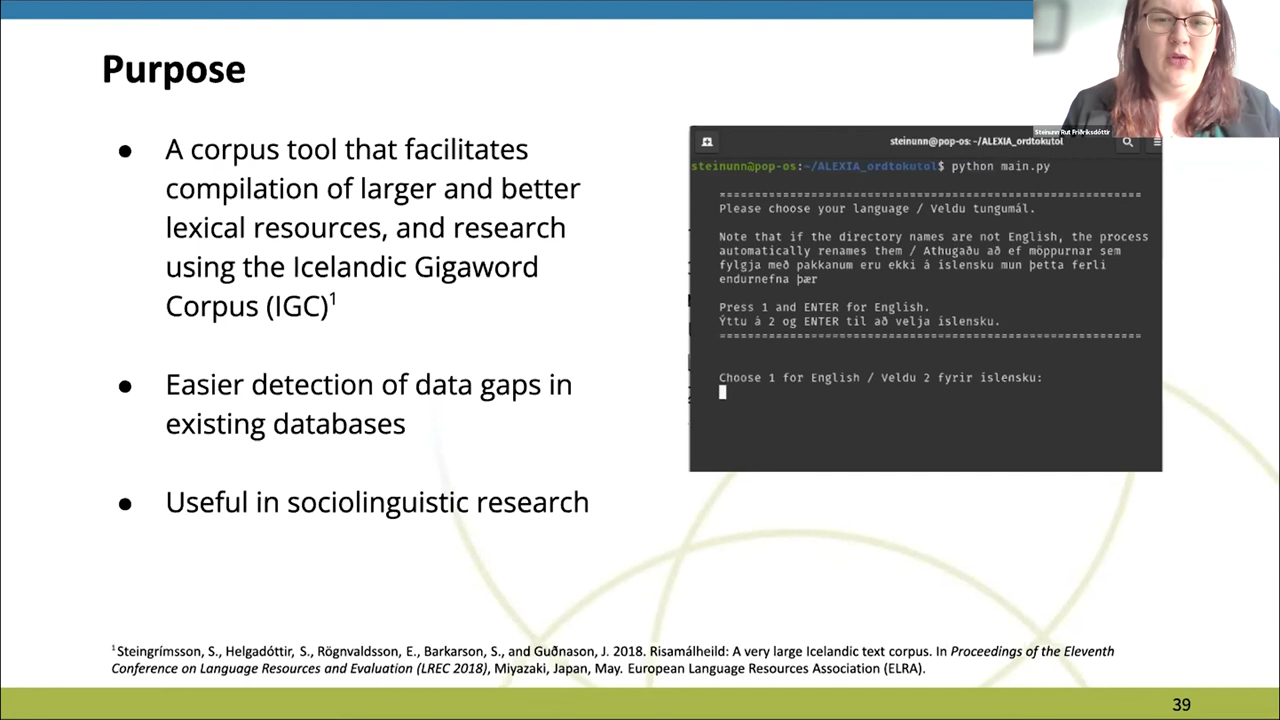 Purpose
● A corpus tool that facilitates
compilation of larger and better
lexical resources, and research
using the Icelandic Gigaword
Corpus (IGC)1
● Easier detection of data gaps in
existing databases
● Useful in sociolinguistic research
Steinunn Rut Friðriksdóttir
steinunn@pop-os: ~/ALEXIA_ordtokutol
steinunn@pop-os:~/ALEXIA_ordtokutol$ python main.py
============================================================
Please choose your language / Veldu tungumál.
Note that if the directory names are not English, the process
automatically renames them / Athugaðu að ef möppurnar sem
fylgja með pakkanum eru ekki á íslensku mun þetta ferli
endurnefna þær
Press 1 and ENTER for English.
Ýttu á 2 og ENTER til að velja íslensku.
============================================================
Choose 1 for English / Veldu 2 fyrir íslensku:
1 Steingrímsson, S., Helgadóttir, S., Rögnvaldsson, E., Barkarson, S., and Guðnason, J. 2018. Risamálheild: A very large Icelandic text corpus. In Proceedings of the Eleventh
Conference on Language Resources and Evaluation (LREC 2018), Miyazaki, Japan, May. European Language Resources Association (ELRA).
39